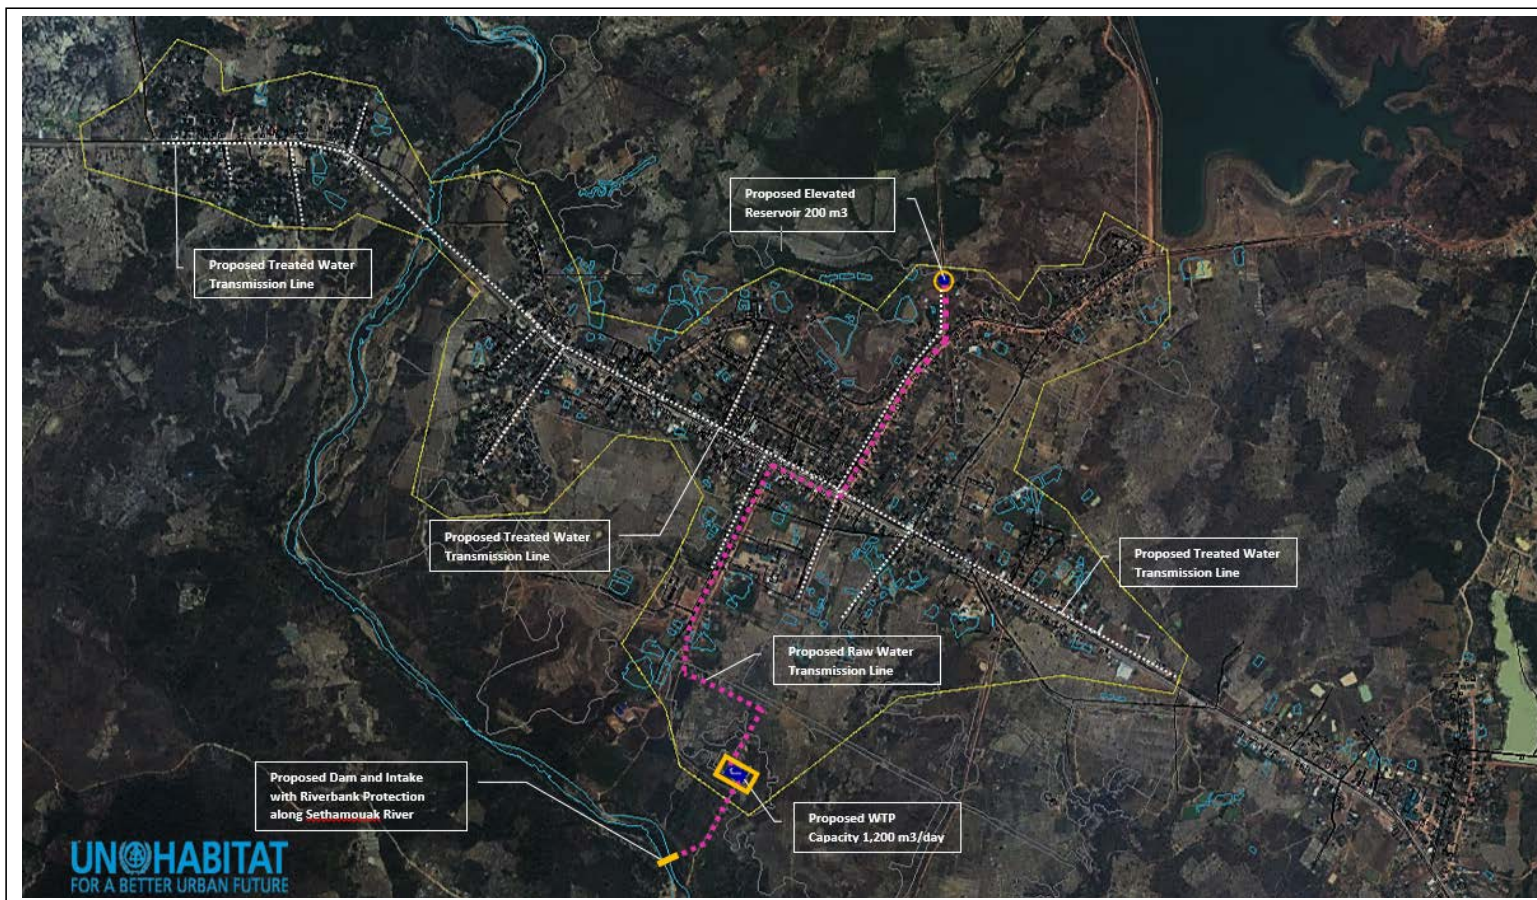 Proposed Elevated
Reservoir 200 m3
Proposed Treated Water
Transmission Line
Proposed Treated Water
Transmission Line
Proposed Treated Water
Transmission Line
Proposed Raw Water
Transmission Line
Proposed Dam and Intake
with Riverbank Protection
along Sethamouak River
Proposed WTP
Capacity 1,200 m3/day
UN HABITAT
FOR A BETTER URBAN FUTURE